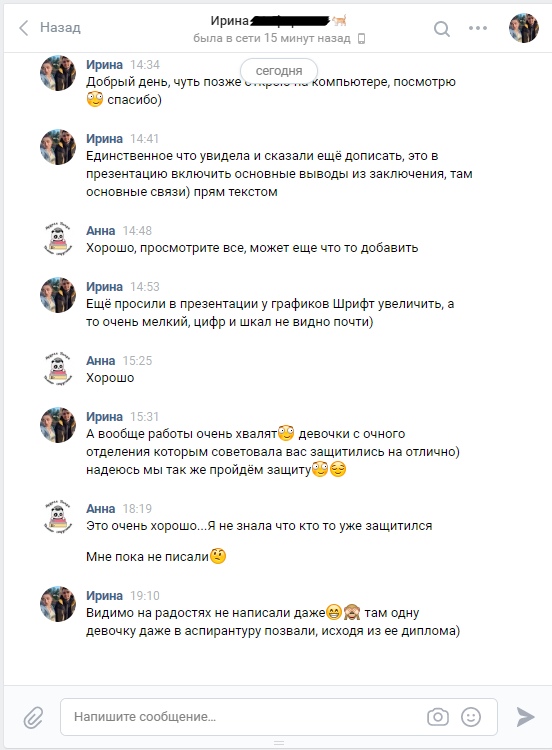 Назад
Ирина
была в сети 15 минут назад
сегодня
Ирина 14:34
Добрый день, чуть позже открою на компьютере, посмотрю
спасибо)
Ирина 14:41
Единственное что увидела и сказали ещё дописать, это в
презентацию включить основные выводы из заключения, там
основные связи) прям текстом
Анна 14:48
Хорошо, просмотрите все, может еще что то добавить
Ирина 14:53
Ещё просили в презентации у графиков Шрифт увеличить, а
то очень мелкий, цифр и шкал не видно почти)
Анна 15:25
Хорошо
Ирина 15:31
А вообще работы очень хвалят девочки с очного
отделения которым советовала вас защитились на отлично)
надеюсь мы так же пройдём защиту
Анна 18:19
Это очень хорошо...Я не знала что кто то уже защитился
Мне пока не писали
Ирина 19:10
Видимо на радостях не написали даже там одну
девочку даже в аспирантуру позвали, исходя из ее диплома)
Напишите сообщение...